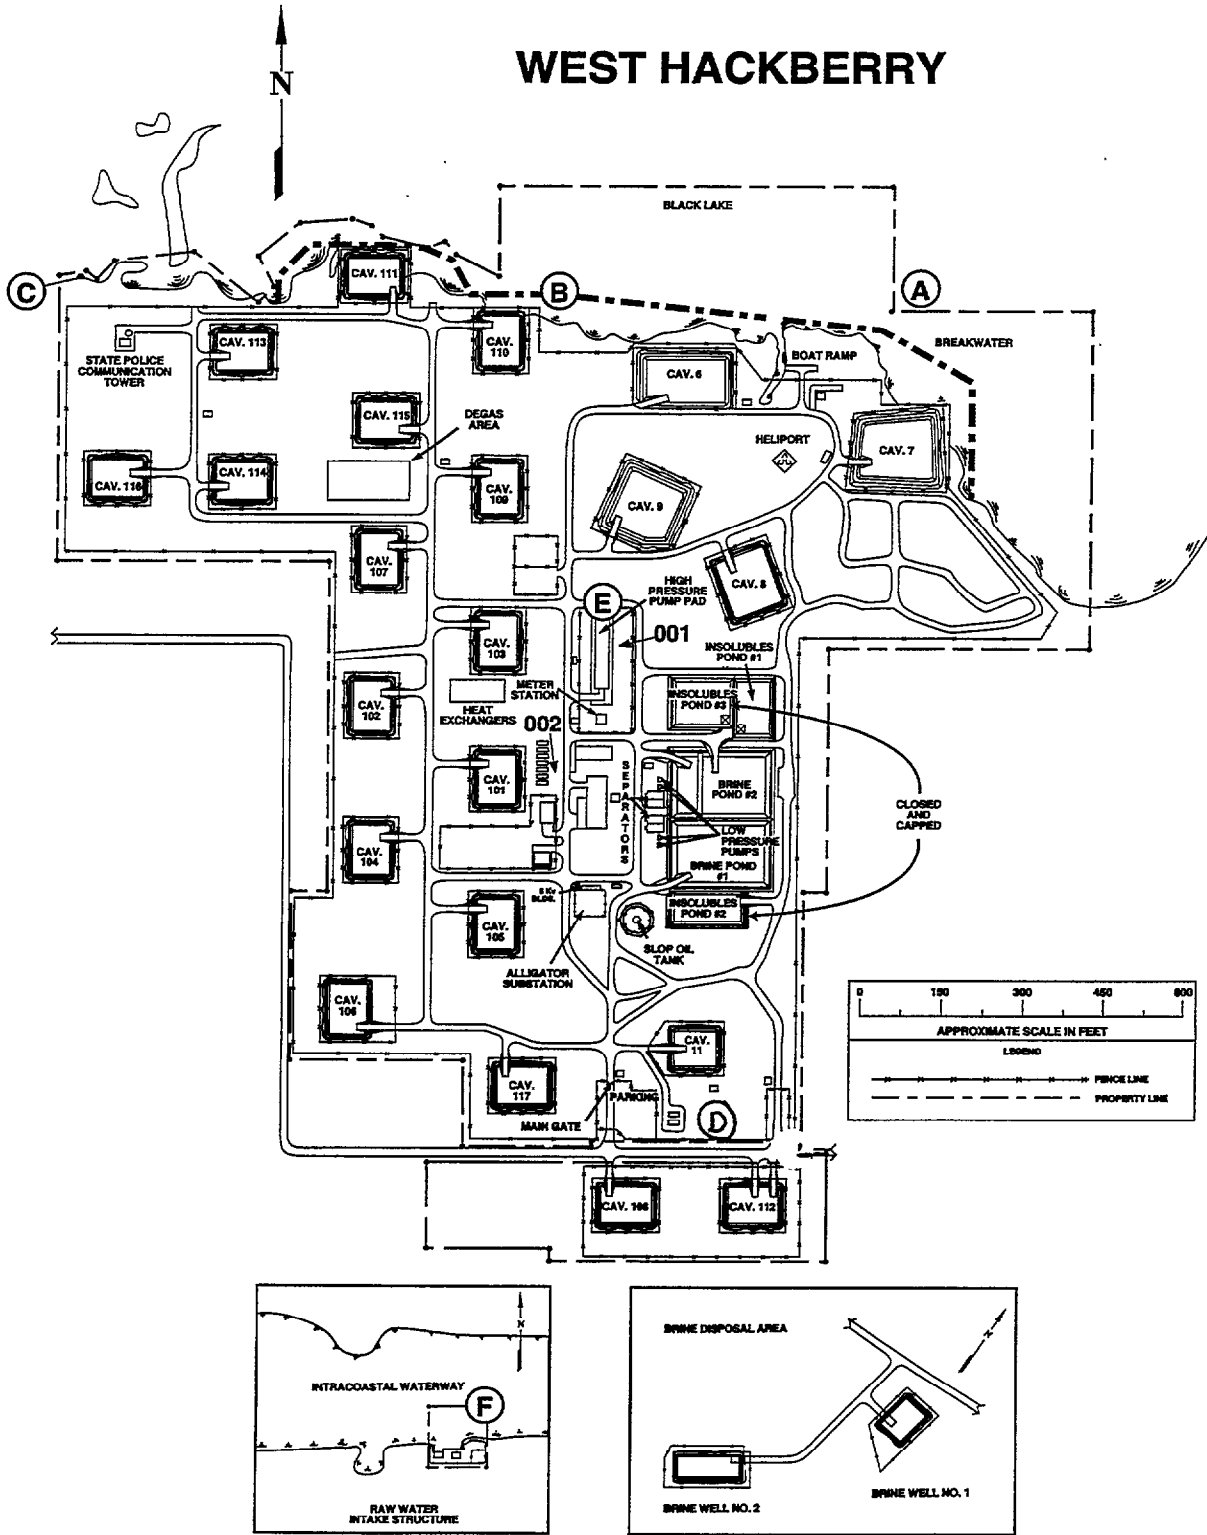 WEST HACKBERRY
N
BLACK LAKE
C
B
A
CAV. 111
CAV. 113
CAV.
110
STATE POLICE
COMMUNICATION
TOWER
BOAT RAMP
BREAKWATER
CAV. 6
CAV. 115
DEGAS
AREA
HELIPORT
CAV. 7
CAV. 116
CAV. 114
CAV.
109
CAV. 9
CAV.
107
CAV. 8
HIGH
PRESSURE
PUMP PAD
E
001
CAV.
103
INSOLUBLES
POND #1
METER
STATION
INSOLUBLES
POND #3
CAV.
102
HEAT
EXCHANGERS
002
CAV.
101
SEPARATORS
BRINE
POND #2
CLOSED
AND
CAPPED
LOW
PRESSURE
PUMPS
CAV.
104
BRINE POND
#1
5 KV
BLDG.
INSOLUBLES
POND #2
CAV.
105
SLOP OIL
TANK
ALLIGATOR
SUBSTATION
CAV.
106
CAV.
11
0 150 300 450 600
APPROXIMATE SCALE IN FEET
LEGEND
FENCE LINE
PROPERTY LINE
CAV.
117
PARKING
MAIN GATE
D
CAV. 108
CAV. 112
N
INTRACOASTAL WATERWAY
F
RAW WATER
INTAKE STRUCTURE
BRINE DISPOSAL AREA
N
BRINE WELL NO. 1
BRINE WELL NO. 2